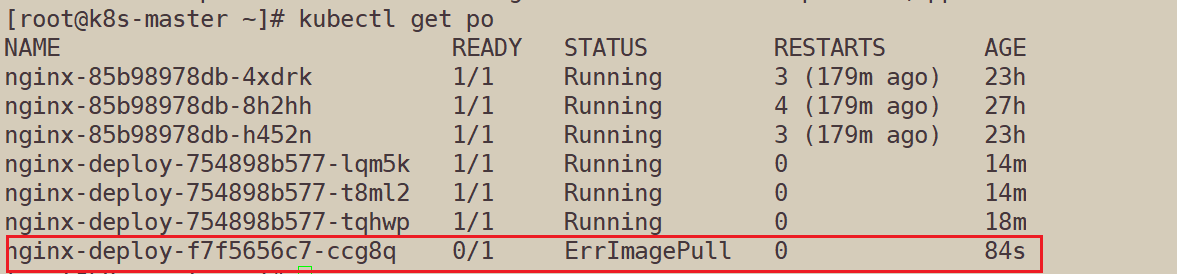 [root@k8s-master ~]# kubectl get po
NAME READY STATUS RESTARTS AGE
nginx-85b98978db-4xdrk 1/1 Running 3 (179m ago) 23h
nginx-85b98978db-8h2hh 1/1 Running 4 (179m ago) 27h
nginx-85b98978db-h452n 1/1 Running 3 (179m ago) 23h
nginx-deploy-754898b577-lqm5k 1/1 Running 0 14m
nginx-deploy-754898b577-t8ml2 1/1 Running 0 14m
nginx-deploy-754898b577-tqhwp 1/1 Running 0 18m
nginx-deploy-f7f5656c7-ccg8q 0/1 ErrImagePull 0 84s